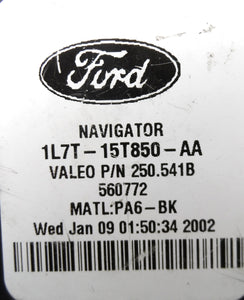 Ford
NAVIGATOR
1L7T-15T850-AA
VALEO P/N 250.541B
560772
MATL:PA6-BK
Wed Jan 09 01:50:34 2002